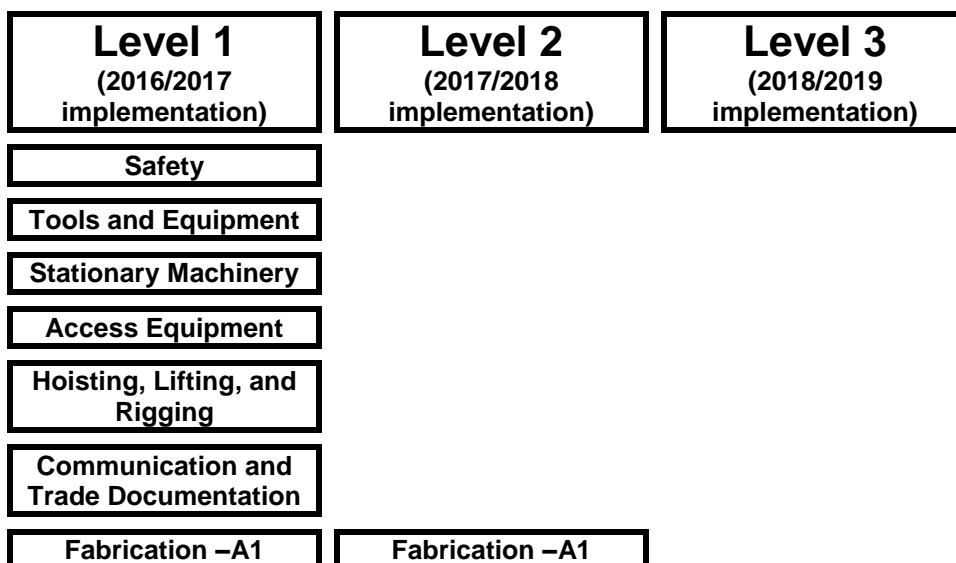 Level 1
(2016/2017
implementation)
Level 2
(2017/2018
implementation)
Level 3
(2018/2019
implementation)
Safety
Tools and Equipment
Stationary Machinery
Access Equipment
Hoisting, Lifting, and
Rigging
Communication and
Trade Documentation
Fabrication –A1
Fabrication –A1